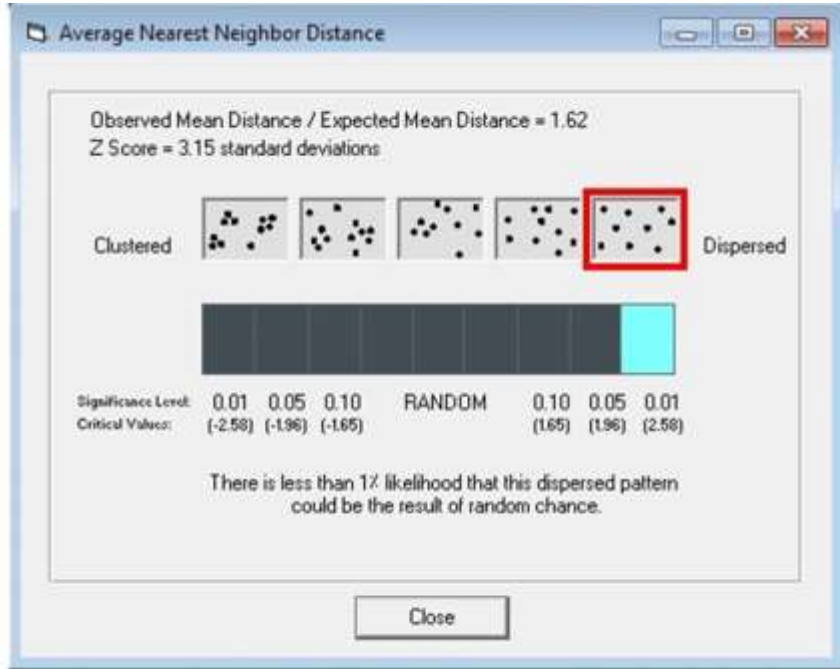 Average Nearest Neighbor Distance
Observed Mean Distance / Expected Mean Distance = 1.62
Z Score = 3.15 standard deviations
Clustered
Dispersed
Significance Level: 0.01 0.05 0.10 RANDOM 0.10 0.05 0.01
Critical Values: (-2.58) (-1.96) (-1.65) (1.65) (1.96) (2.58)
There is less than 1% likelihood that this dispersed pattern
could be the result of random chance.
Close